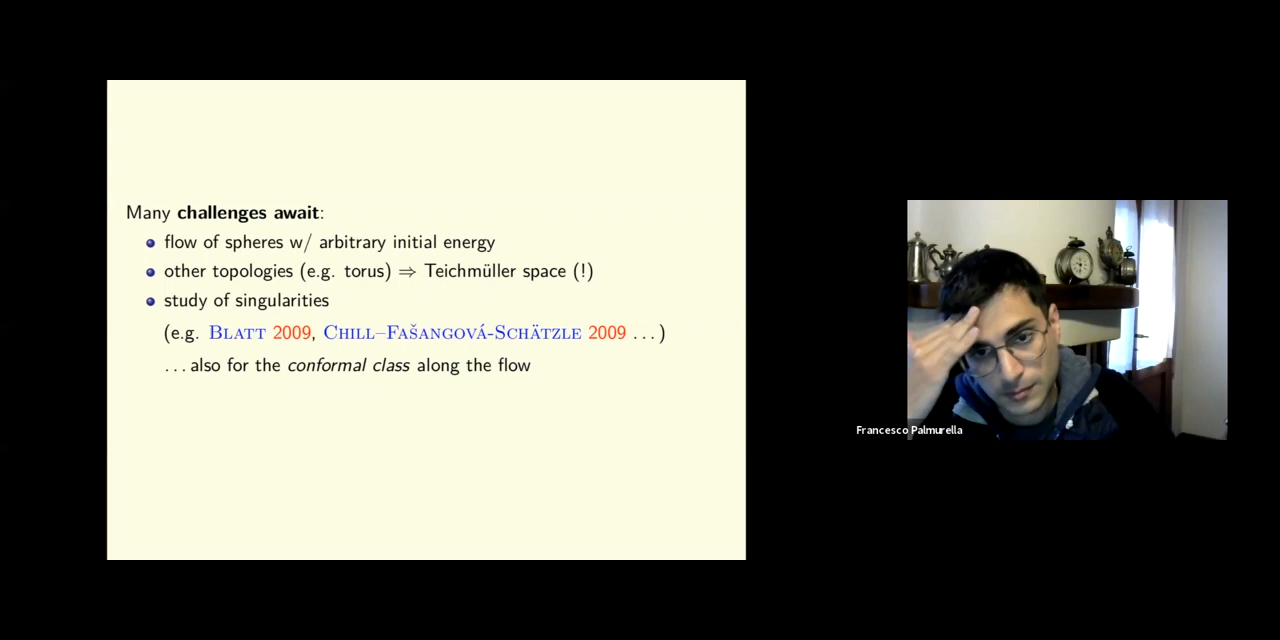 Many challenges await:
flow of spheres w/ arbitrary initial energy
other topologies (e.g. torus) ⇒ Teichmüller space (!)
study of singularities
(e.g. BLATT 2009, CHILL–FAŠANGOVÁ-SCHÄTZLE 2009 ...)
...also for the conformal class along the flow
Francesco Palmurella